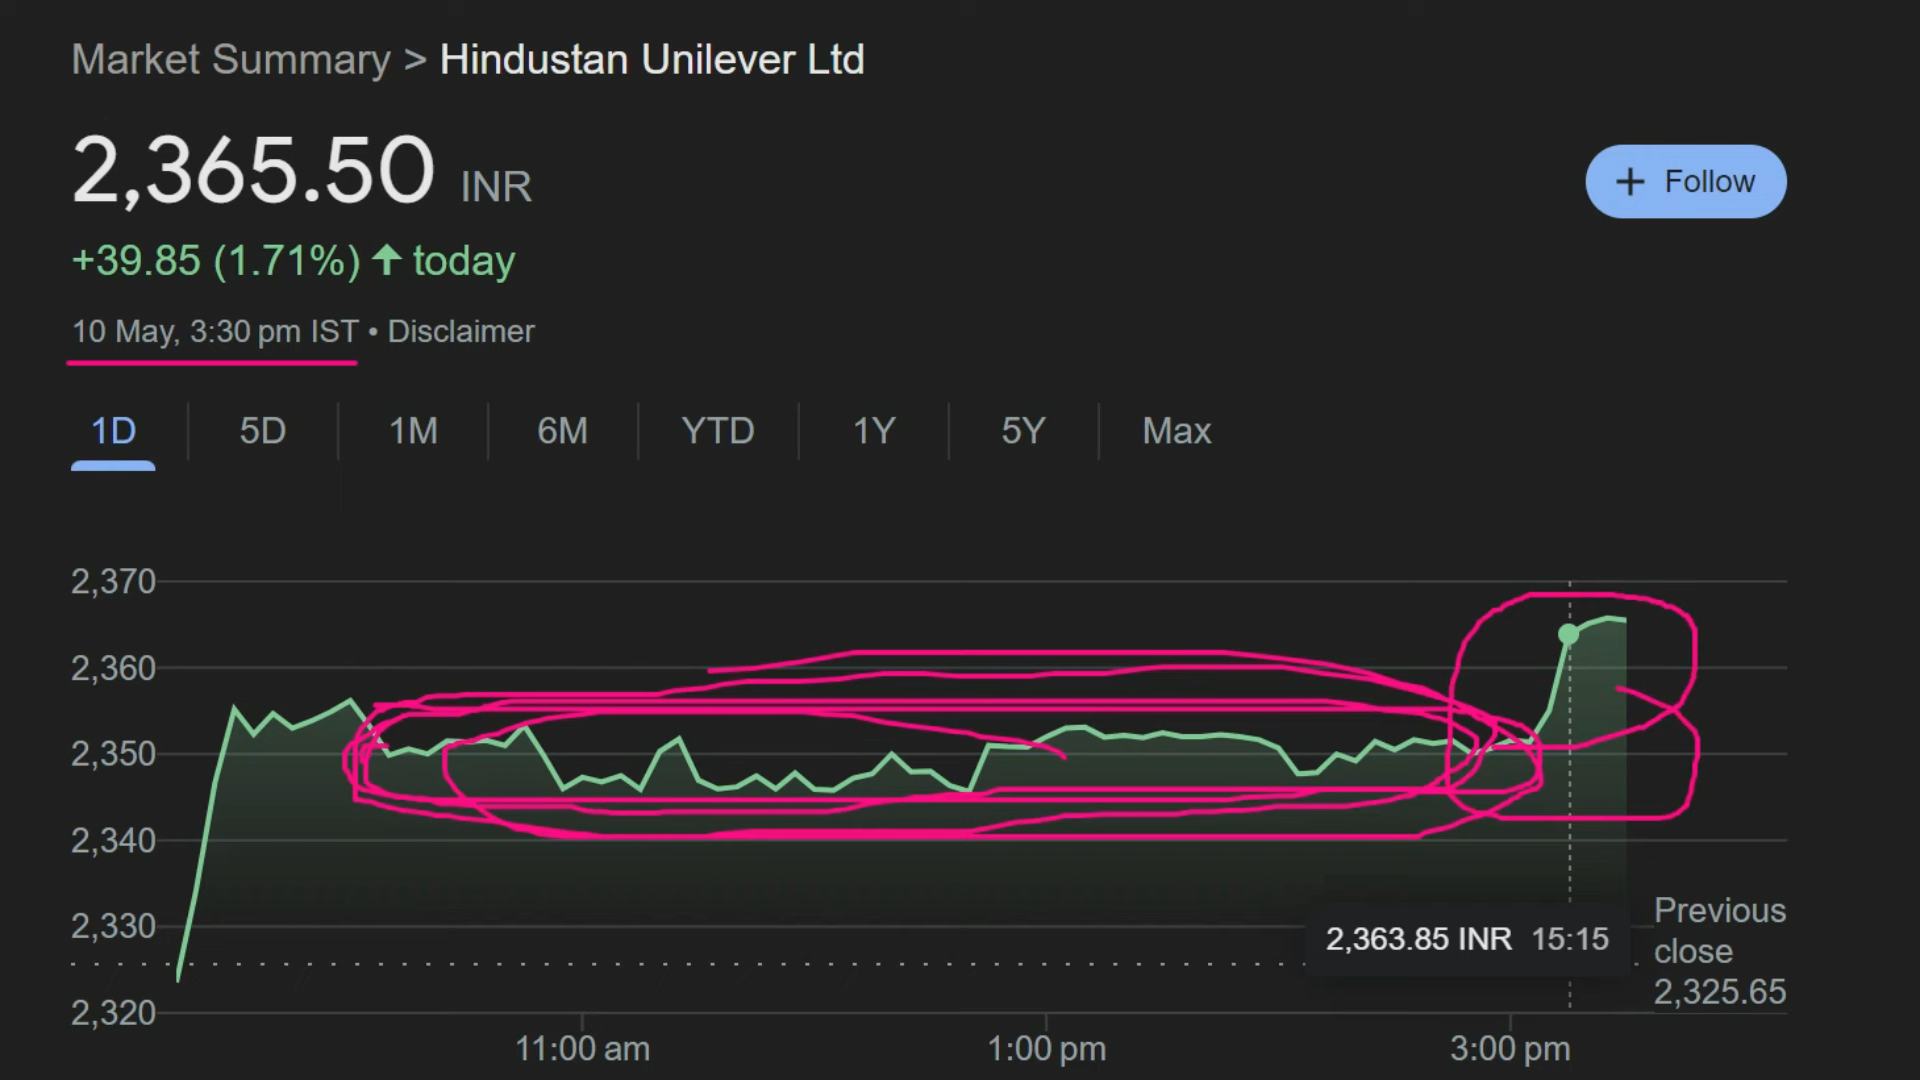 Market Summary > Hindustan Unilever Ltd
2,365.50 INR
+ Follow
+39.85 (1.71%) ↑ today
10 May, 3:30 pm IST • Disclaimer
1D 5D 1M 6M YTD 1Y 5Y Max
2,370
2,360
2,350
2,340
2,330
2,320
2,363.85 INR 15:15
Previous
close
2,325.65
11:00 am 1:00 pm 3:00 pm